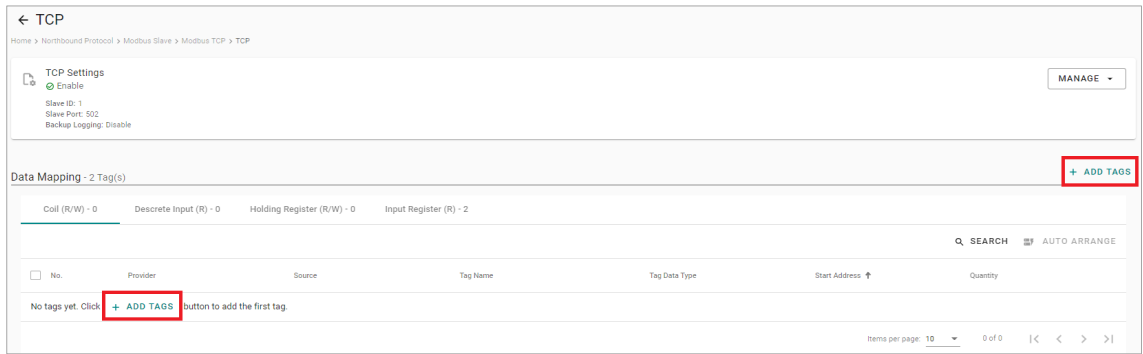 ← TCP
Home > Northbound Protocol > Modbus Slave > Modbus TCP > TCP
TCP Settings
Enable
Slave ID: 1
Slave Port: 502
Backup Logging: Disable
MANAGE
Data Mapping - 2 Tag(s)
+ ADD TAGS
Coil (R/W) - 0 Descrete Input (R) - 0 Holding Register (R/W) - 0 Input Register (R) - 2
SEARCH AUTO ARRANGE
No. Provider Source Tag Name Tag Data Type Start Address ↑ Quantity
No tags yet. Click + ADD TAGS button to add the first tag.
Items per page: 10 0 of 0 |< < > >|